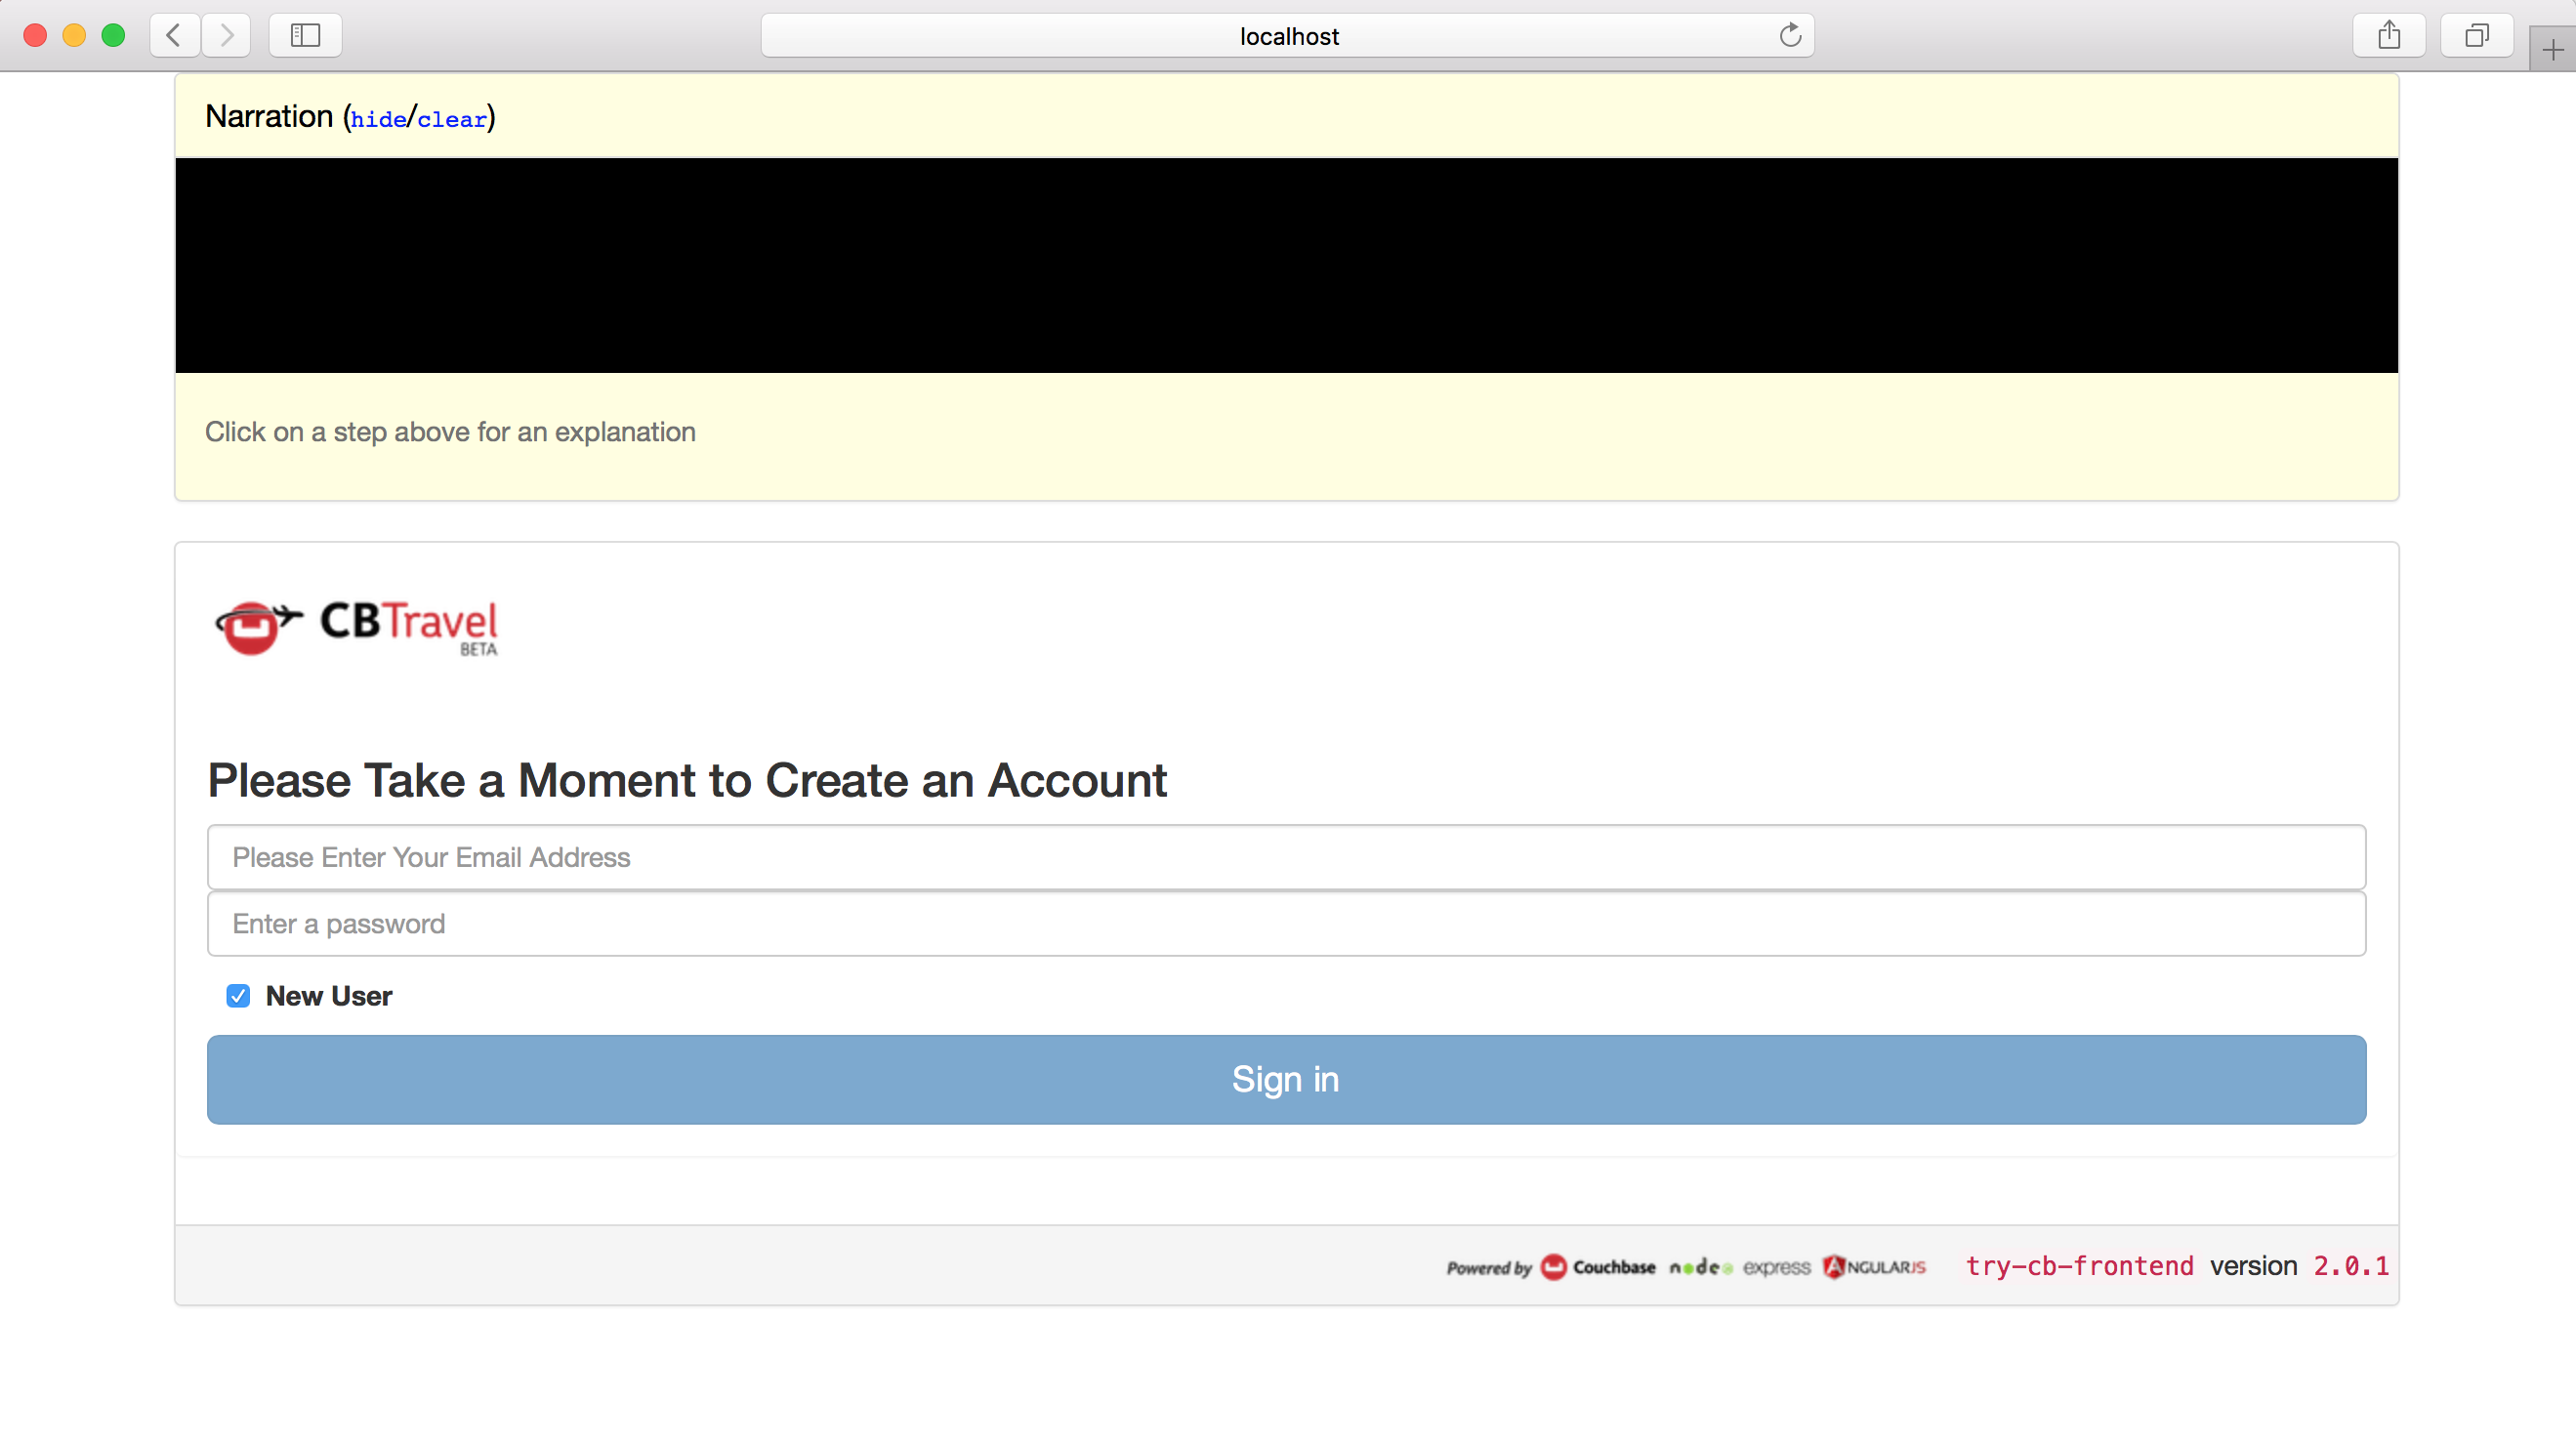 localhost
Narration (hide/clear)
Click on a step above for an explanation
CBTravel
BETA
Please Take a Moment to Create an Account
Please Enter Your Email Address
Enter a password
New User
Sign in
Powered by Couchbase node express ANGULARJS try-cb-frontend version 2.0.1